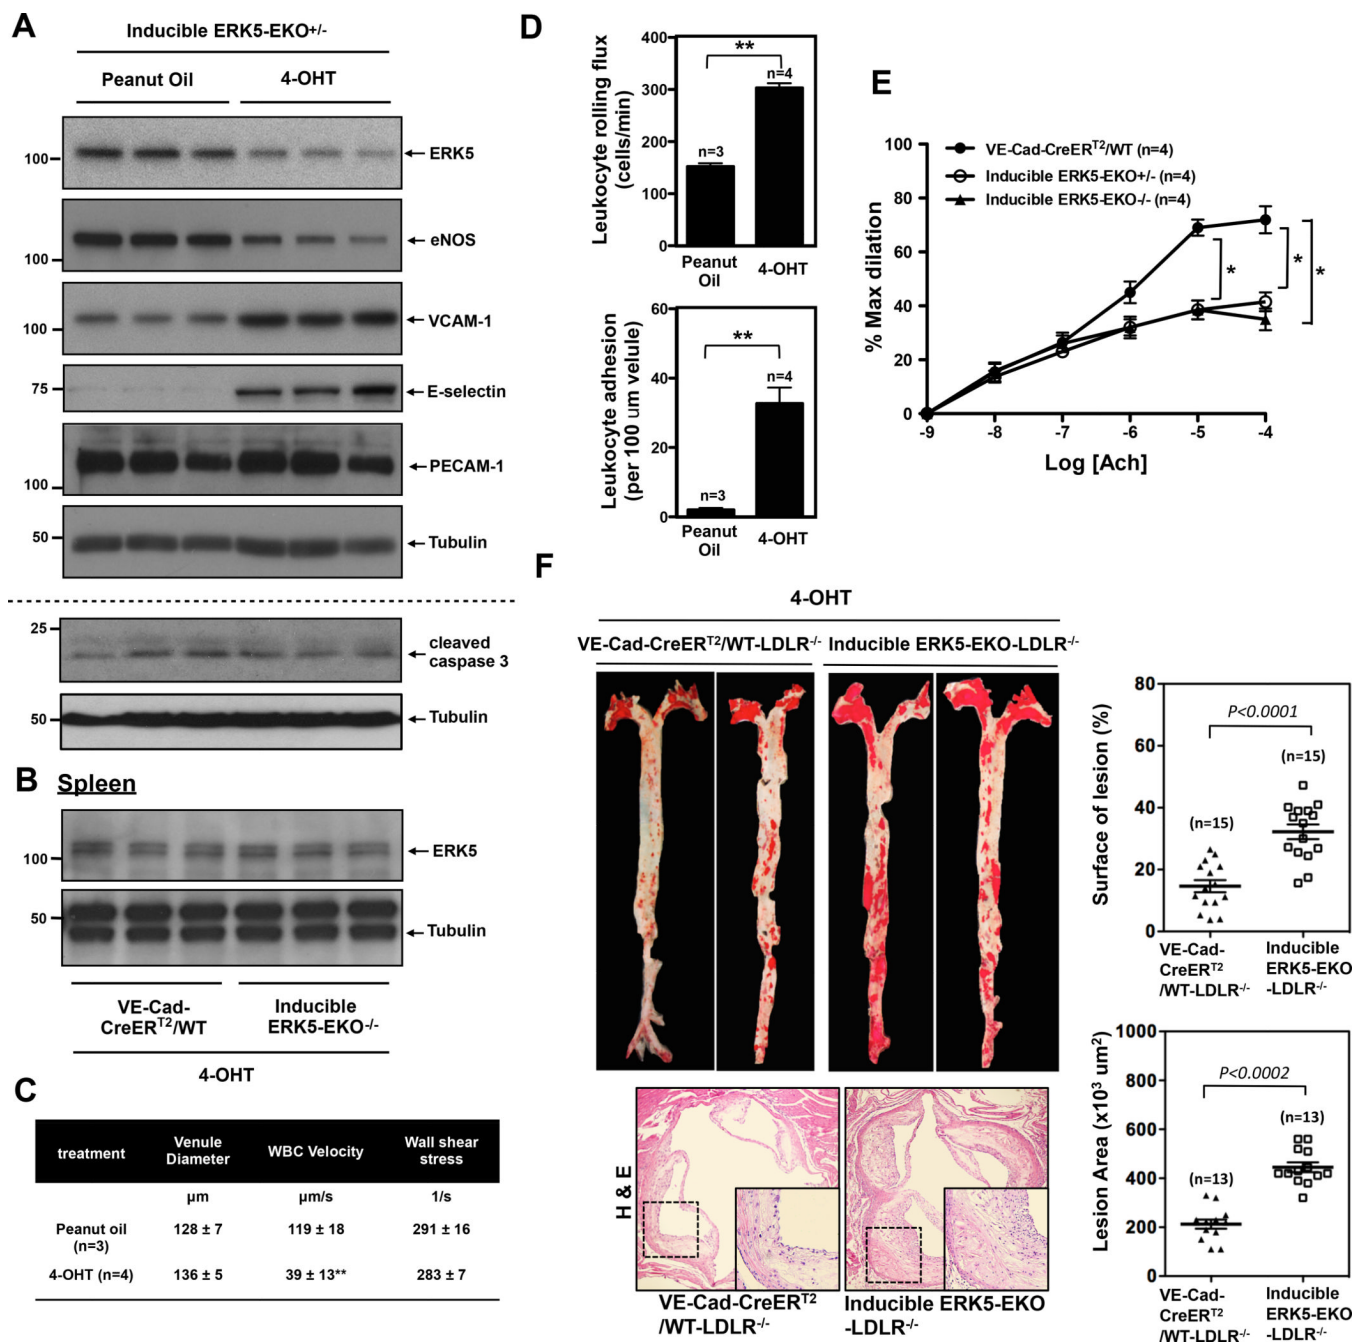 A
Inducible ERK5-EKO+/-
Peanut Oil
4-OHT
100
ERK5
eNOS
100
VCAM-1
100
75
E-selectin
PECAM-1
100
50
Tubulin
25
cleaved
caspase 3
50
Tubulin
B
Spleen
ERK5
100
50
Tubulin
VE-Cad-
CreERT2/WT
Inducible
ERK5-EKO-/-
4-OHT
C
treatment
Venule
Diameter
WBC Velocity
Wall shear
stress
µm
µm/s
1/s
Peanut oil
(n=3)
128 ± 7
119 ± 18
291 ± 16
4-OHT (n=4)
136 ± 5
39 ± 13**
283 ± 7
D
Leukocyte rolling flux
(cells/min)
400
300
200
100
0
**
n=3
n=4
Peanut
Oil
4-OHT
Leukocyte adhesion
(per 100 um velule)
60
40
20
0
**
n=3
n=4
Peanut
Oil
4-OHT
E
% Max dilation
100
80
60
40
20
0
VE-Cad-CreERT2/WT (n=4)
Inducible ERK5-EKO+/- (n=4)
Inducible ERK5-EKO-/- (n=4)
*
*
*
-9
-8
-7
-6
-5
-4
Log [Ach]
F
4-OHT
VE-Cad-CreERT2/WT-LDLR-/-
Inducible ERK5-EKO-LDLR-/-
H & E
VE-Cad-CreERT2
/WT-LDLR-/-
Inducible ERK5-EKO
-LDLR-/-
Surface of lesion (%)
80
60
40
20
0
P<0.0001
(n=15)
(n=15)
VE-Cad-
CreERT2
/WT-LDLR-/-
Inducible
ERK5-EKO
-LDLR-/-
Lesion Area (x10³ um²)
1000
800
600
400
200
0
P<0.0002
(n=13)
(n=13)
VE-Cad-
CreERT2
/WT-LDLR-/-
Inducible
ERK5-EKO
-LDLR-/-